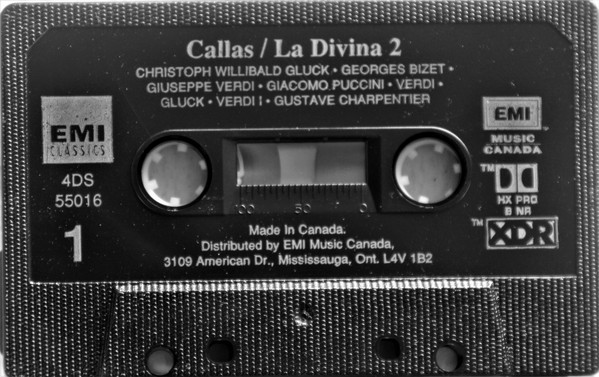 Callas / La Divina 2
CHRISTOPH WILLIBALD GLUCK • GEORGES BIZET •
GIUSEPPE VERDI • GIACOMO PUCCINI • VERDI •
GLUCK • VERDI I • GUSTAVE CHARPENTIER
EMI
CLASSICS
4DS
55016
1
EMI
MUSIC
CANADA
TM
HX PRO
B NR
TM XDR
100 50 0
Made In Canada.
Distributed by EMI Music Canada,
3109 American Dr., Mississauga, Ont. L4V 1B2